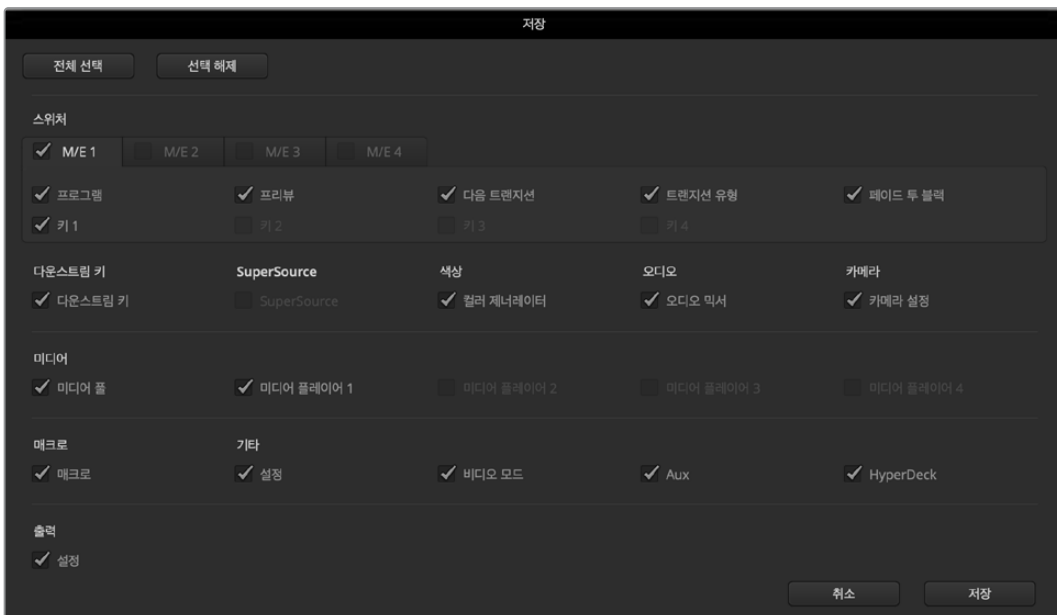 저장
전체 선택 선택 해제
스위처
M/E 1 M/E 2 M/E 3 M/E 4
프로그램 프리뷰 다음 트랜지션 트랜지션 유형 페이드 투 블랙
키 1 키 2 키 3 키 4
다운스트림 키 SuperSource 색상 오디오 카메라
다운스트림 키 SuperSource 컬러 제너레이터 오디오 믹서 카메라 설정
미디어
미디어 풀 미디어 플레이어 1 미디어 플레이어 2 미디어 플레이어 3 미디어 플레이어 4
매크로 기타
매크로 설정 비디오 모드 Aux HyperDeck
출력
설정
취소 저장